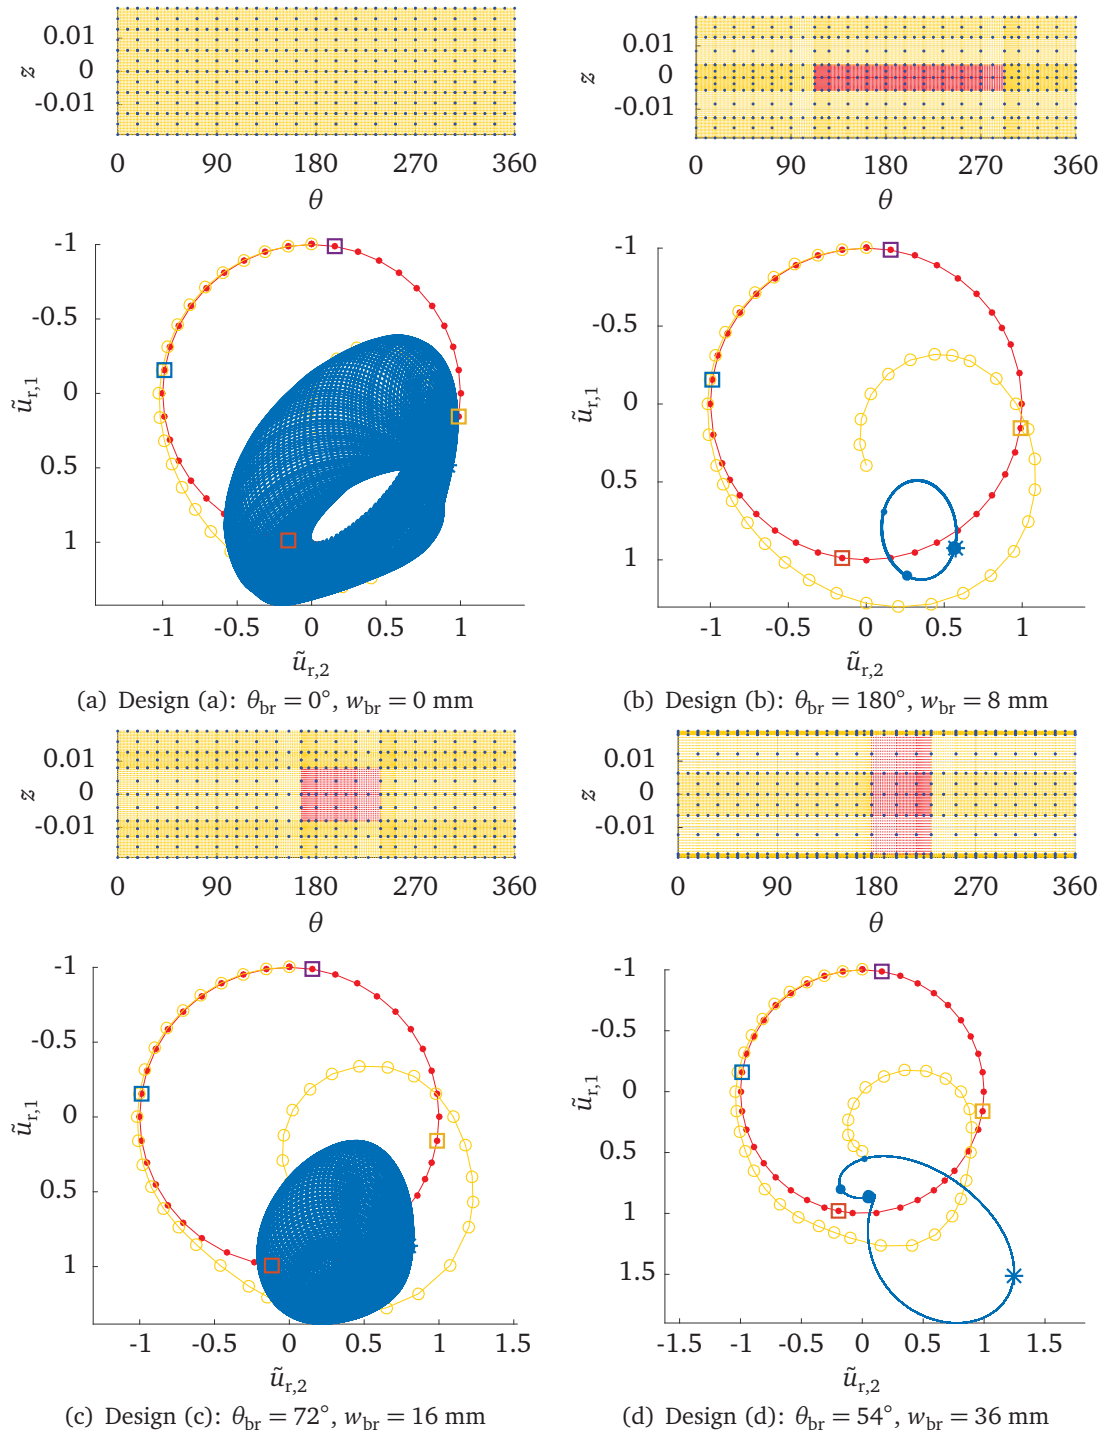 0.01
z
0
-0.01
0 90 180 270 360
θ
-1
-0.5
ũr,1
0
0.5
1
-1 -0.5 0 0.5 1
ũr,2
(a) Design (a): θbr = 0°, wbr = 0 mm
0.01
z
0
-0.01
0 90 180 270 360
θ
-1
-0.5
ũr,1
0
0.5
1
-1 -0.5 0 0.5 1
ũr,2
(b) Design (b): θbr = 180°, wbr = 8 mm
0.01
z
0
-0.01
0 90 180 270 360
θ
-1
-0.5
ũr,1
0
0.5
1
-1 -0.5 0 0.5 1 1.5
ũr,2
(c) Design (c): θbr = 72°, wbr = 16 mm
0.01
z
0
-0.01
0 90 180 270 360
θ
-1
-0.5
ũr,1
0
0.5
1
1.5
-1.5 -1 -0.5 0 0.5 1 1.5
ũr,2
(d) Design (d): θbr = 54°, wbr = 36 mm